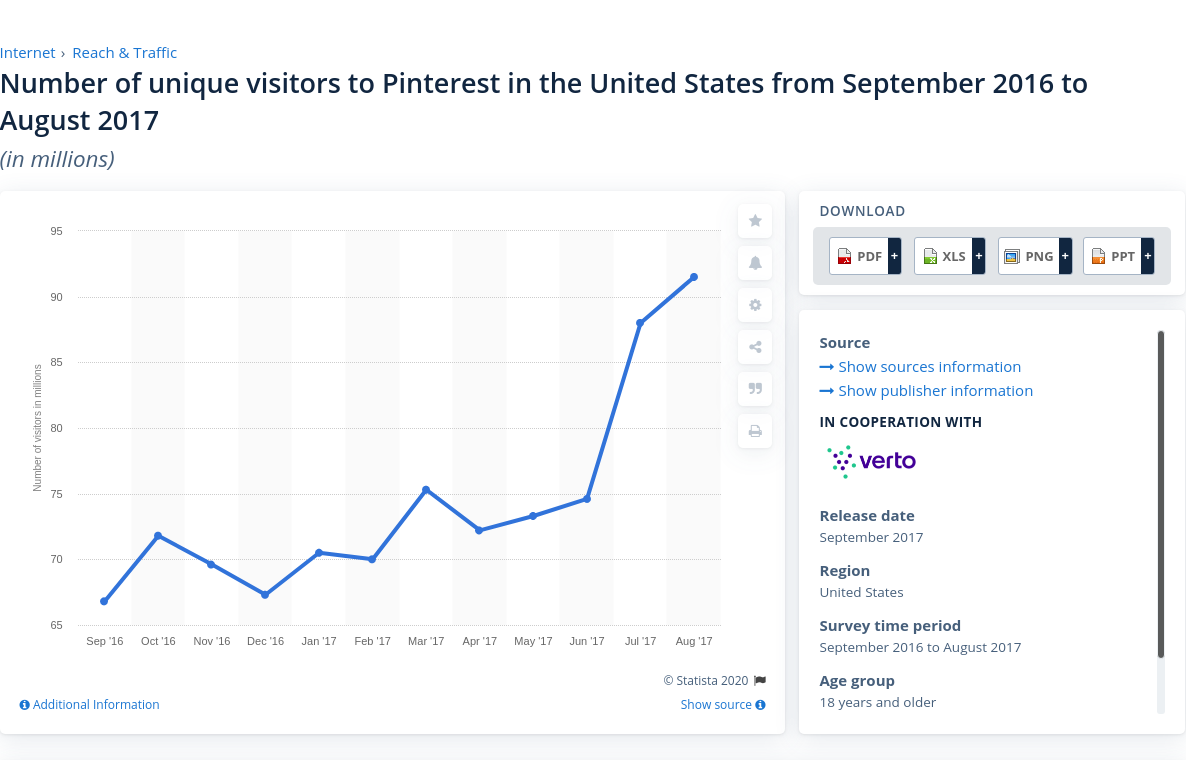 Internet › Reach & Traffic
Number of unique visitors to Pinterest in the United States from September 2016 to
August 2017
(in millions)
95
90
85
80
75
70
65
Number of visitors in millions
Sep '16 Oct '16 Nov '16 Dec '16 Jan '17 Feb '17 Mar '17 Apr '17 May '17 Jun '17 Jul '17 Aug '17
© Statista 2020
Additional Information
Show source
DOWNLOAD
PDF + XLS + PNG + PPT +
Source
Show sources information
Show publisher information
IN COOPERATION WITH
verto
Release date
September 2017
Region
United States
Survey time period
September 2016 to August 2017
Age group
18 years and older